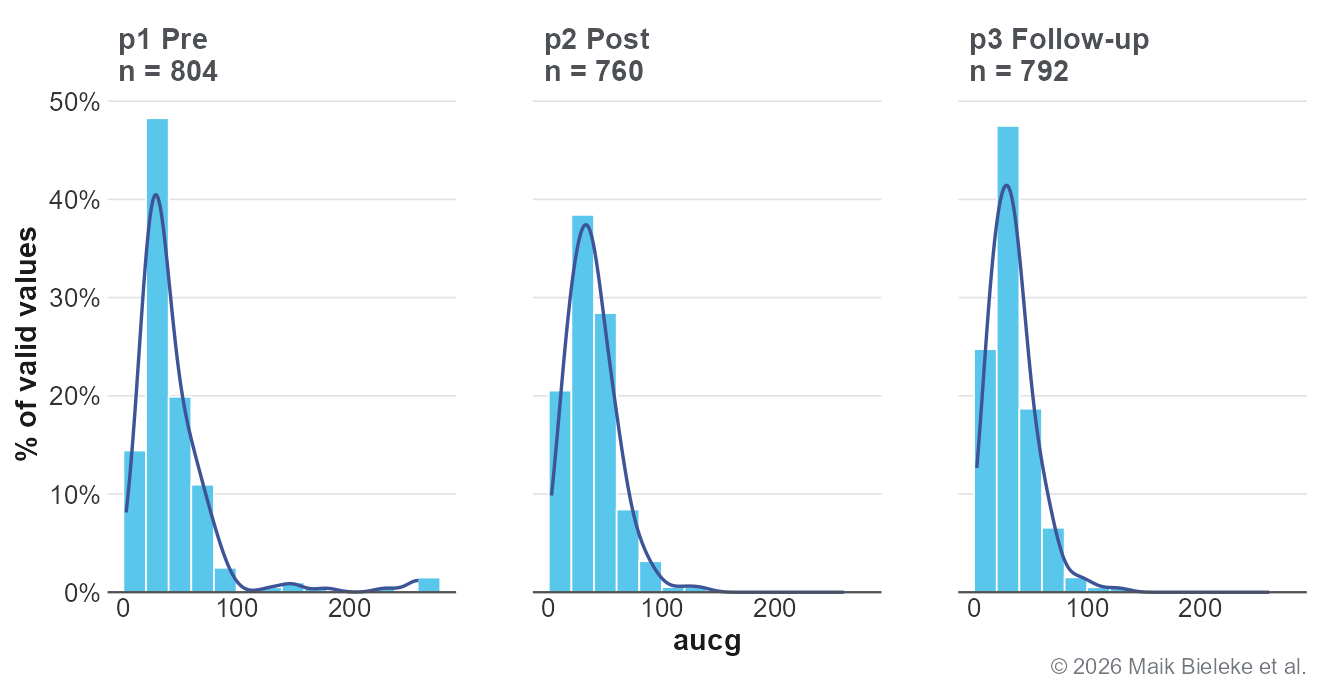 p1 Pre
n = 804
p2 Post
n = 760
p3 Follow-up
n = 792
50%
40%
30%
20%
10%
0%
% of valid values
0 100 200
0 100 200
0 100 200
aucg
© 2026 Maik Bieleke et al.